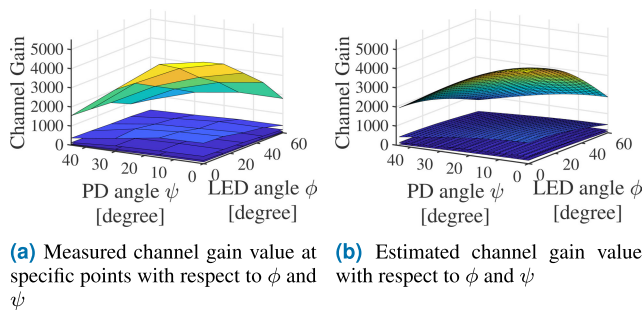 5000
4000
3000
2000
1000
0
Channel Gain
40
30
20
10
0
PD angle ψ
[degree]
0
20
40
60
LED angle ϕ
[degree]
5000
4000
3000
2000
1000
0
Channel Gain
40
30
20
10
0
PD angle ψ
[degree]
0
20
40
60
LED angle ϕ
[degree]
(a) Measured channel gain value at
specific points with respect to ϕ and
ψ
(b) Estimated channel gain value
with respect to ϕ and ψ